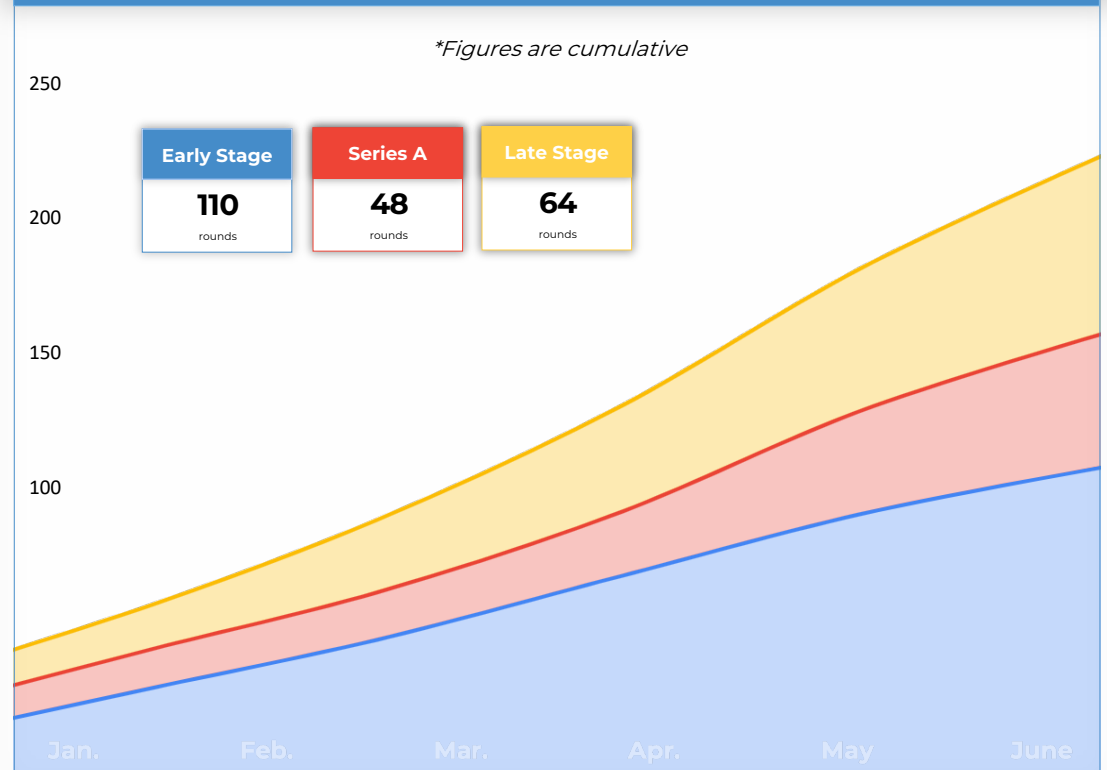 *Figures are cumulative
250
Early Stage
110
rounds
Series A
48
rounds
Late Stage
64
rounds
200
150
100
Jan. Feb. Mar. Apr. May June